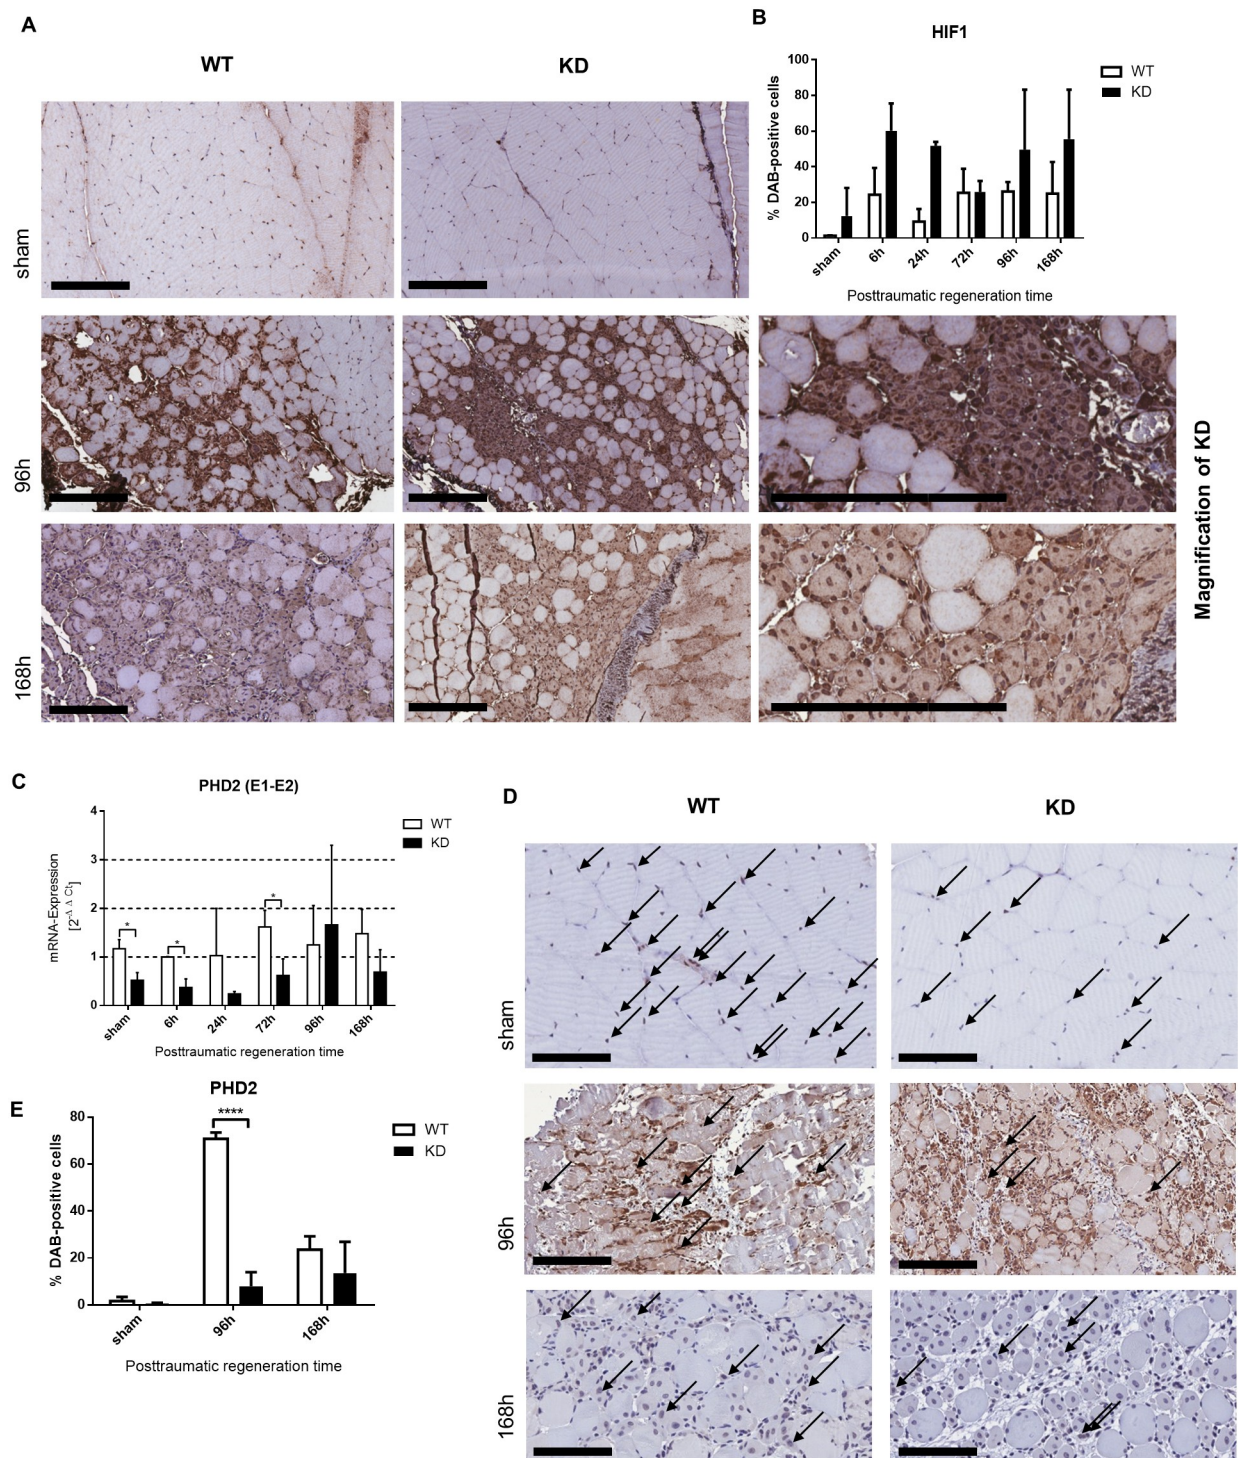 A
WT
KD
sham
96h
168h
Magnification of KD
B
HIF1
WT
KD
% DAB-positive cells
100
80
60
40
20
0
sham
6h
24h
72h
96h
168h
Posttraumatic regeneration time
C
PHD2 (E1-E2)
WT
KD
mRNA-Expression
[2^-Δ Δ Ct]
4
3
2
1
0
*
*
*
sham
6h
24h
72h
96h
168h
Posttraumatic regeneration time
D
WT
KD
sham
96h
168h
E
PHD2
WT
KD
% DAB-positive cells
80
60
40
20
0
****
sham
96h
168h
Posttraumatic regeneration time